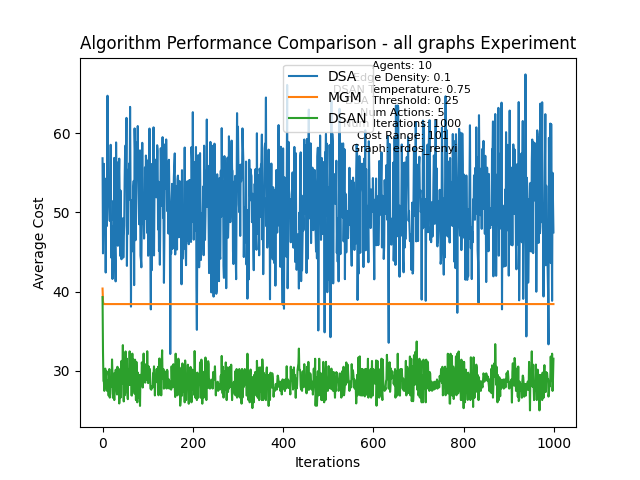 Algorithm Performance Comparison - all graphs Experiment
DSA
MGM
DSAN
Agents: 10
Edge Density: 0.1
DSAN Temperature: 0.75
Threshold: 0.25
Num Actions: 5
Iterations: 1000
Cost Range: 101
Graph: erdos_renyi
Average Cost
60
50
40
30
0
200
400
600
800
1000
Iterations